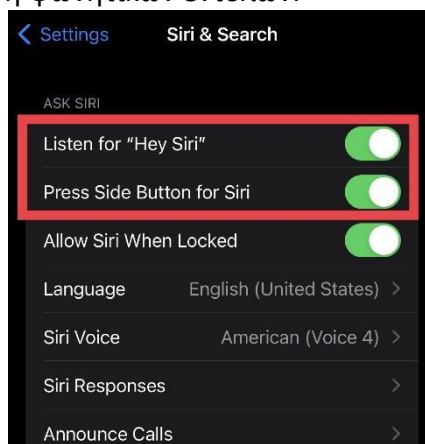 Settings Siri & Search
ASK SIRI
Listen for “Hey Siri”
Press Side Button for Siri
Allow Siri When Locked
Language English (United States) >
Siri Voice American (Voice 4) >
Siri Responses >
Announce Calls >